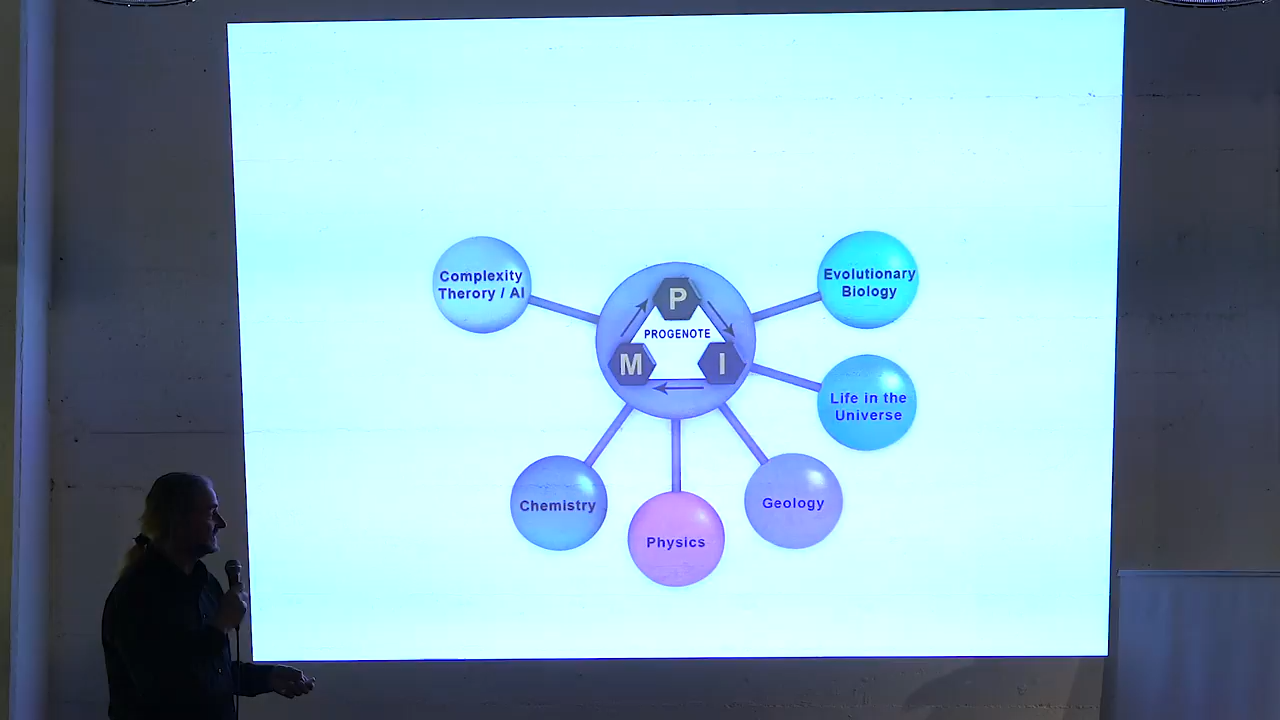 Complexity
Therory / AI
P
PROGENOTE
M
I
Evolutionary
Biology
Life in the
Universe
Chemistry
Physics
Geology